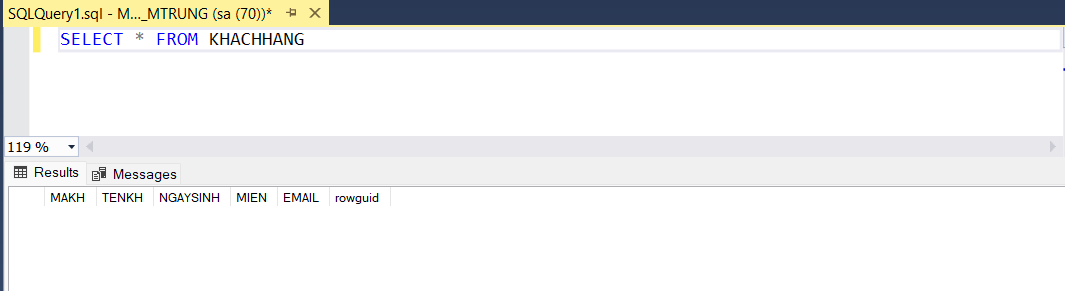 SQLQuery1.sql - M..._MTRUNG (sa (70))*
SELECT * FROM KHACHHANG
119 %
Results Messages
MAKH TENKH NGAYSINH MIEN EMAIL rowguid